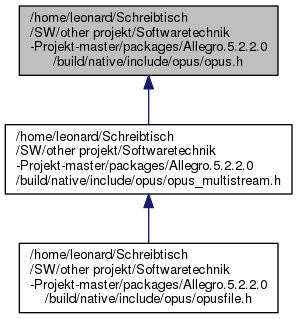 /home/leonard/Schreibtisch
/SW/other projekt/Softwaretechnik
-Projekt-master/packages/Allegro.5.2.2.0
/build/native/include/opus/opus.h
/home/leonard/Schreibtisch
/SW/other projekt/Softwaretechnik
-Projekt-master/packages/Allegro.5.2.2.0
/build/native/include/opus/opus_multistream.h
/home/leonard/Schreibtisch
/SW/other projekt/Softwaretechnik
-Projekt-master/packages/Allegro.5.2.2.0
/build/native/include/opus/opusfile.h